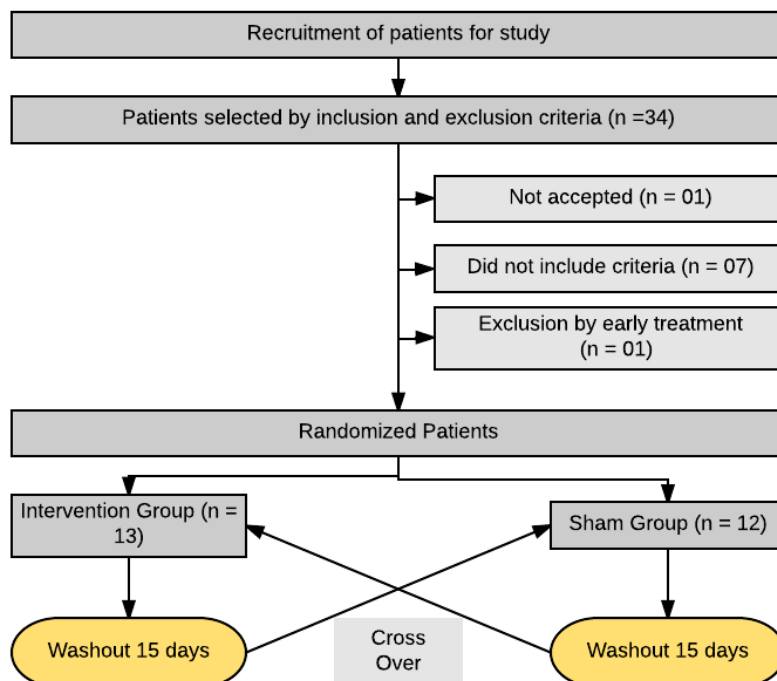 Recruitment of patients for study
Patients selected by inclusion and exclusion criteria (n =34)
Not accepted (n = 01)
Did not include criteria (n = 07)
Exclusion by early treatment
(n = 01)
Randomized Patients
Intervention Group (n =
13)
Sham Group (n = 12)
Washout 15 days
Cross
Over
Washout 15 days